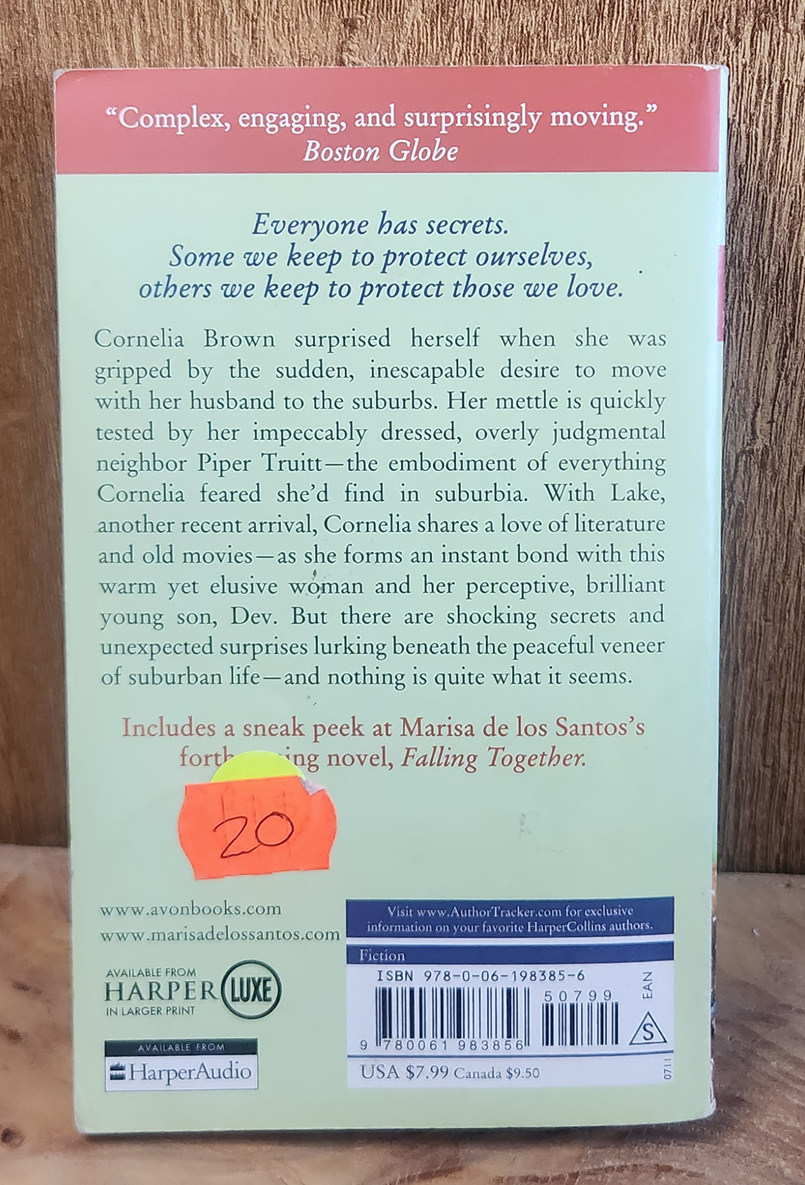 “Complex, engaging, and surprisingly moving.”
Boston Globe
Everyone has secrets.
Some we keep to protect ourselves,
others we keep to protect those we love.
Cornelia Brown surprised herself when she was
gripped by the sudden, inescapable desire to move
with her husband to the suburbs. Her mettle is quickly
tested by her impeccably dressed, overly judgmental
neighbor Piper Truitt—the embodiment of everything
Cornelia feared she’d find in suburbia. With Lake,
another recent arrival, Cornelia shares a love of literature
and old movies—as she forms an instant bond with this
warm yet elusive woman and her perceptive, brilliant
young son, Dev. But there are shocking secrets and
unexpected surprises lurking beneath the peaceful veneer
of suburban life—and nothing is quite what it seems.
Includes a sneak peek at Marisa de los Santos’s
forth ing novel, Falling Together.
20
www.avonbooks.com
www.marisadelossantos.com
AVAILABLE FROM
HARPER LUXE
IN LARGER PRINT
AVAILABLE FROM
HarperAudio
Visit www.AuthorTracker.com for exclusive
information on your favorite HarperCollins authors.
Fiction
ISBN 978-0-06-198385-6
50799
9 780061 983856
EAN
S
USA $7.99 Canada $9.50
0711